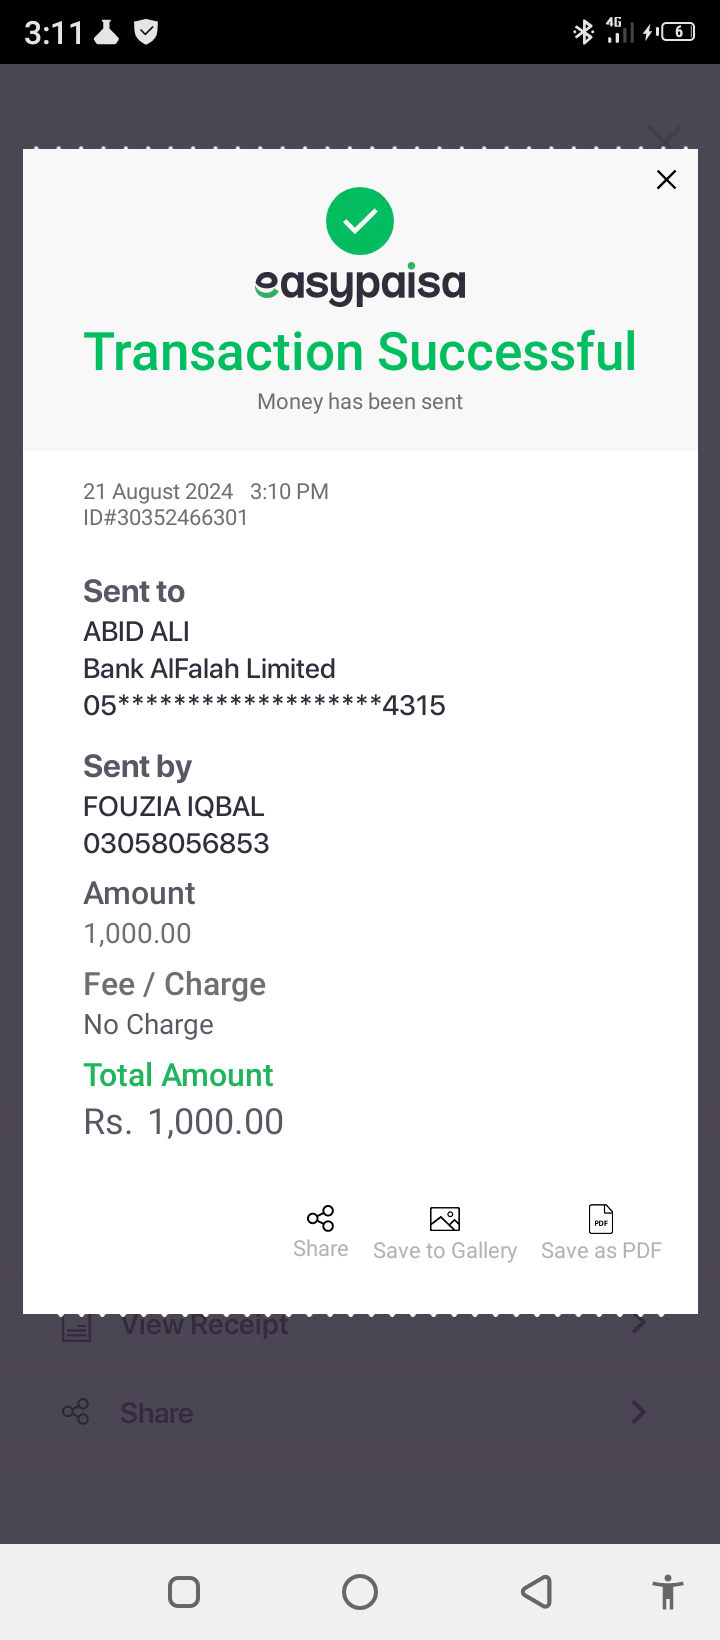 3:11
4G
6
easypaisa
Transaction Successful
Money has been sent
21 August 2024 3:10 PM
ID#30352466301
Sent to
ABID ALI
Bank AlFalah Limited
05*******************4315
Sent by
FOUZIA IQBAL
03058056853
Amount
1,000.00
Fee / Charge
No Charge
Total Amount
Rs. 1,000.00
PDF
Share
Save to Gallery
Save as PDF
View Receipt
Share